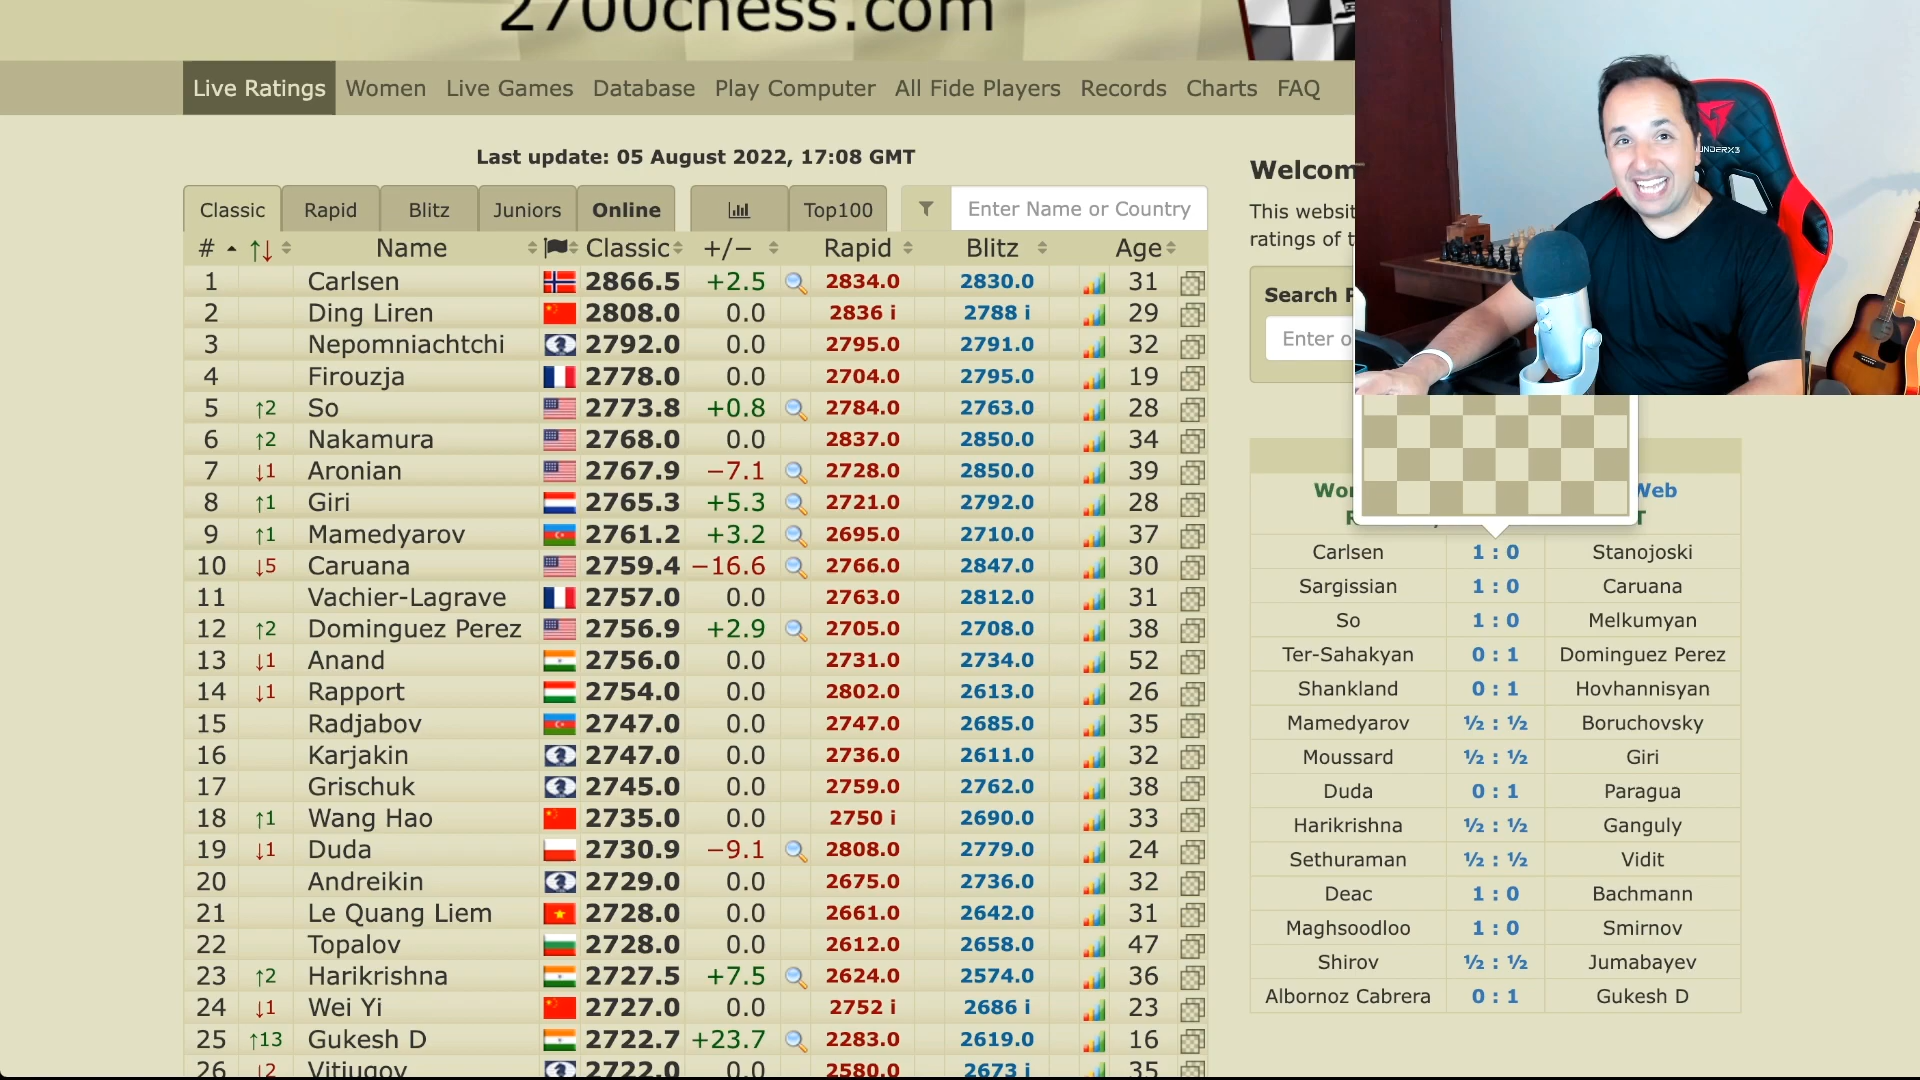 2700chess.com
Live Ratings Women Live Games Database Play Computer All Fide Players Records Charts FAQ
Last update: 05 August 2022, 17:08 GMT
Classic Rapid Blitz Juniors Online Top100 Enter Name or Country
# ↑↓ Name Classic +/− Rapid Blitz Age
1 Carlsen 2866.5 +2.5 2834.0 2830.0 31
2 Ding Liren 2808.0 0.0 2836 i 2788 i 29
3 Nepomniachtchi 2792.0 0.0 2795.0 2791.0 32
4 Firouzja 2778.0 0.0 2704.0 2795.0 19
5 ↑2 So 2773.8 +0.8 2784.0 2763.0 28
6 ↑2 Nakamura 2768.0 0.0 2837.0 2850.0 34
7 ↓1 Aronian 2767.9 −7.1 2728.0 2850.0 39
8 ↑1 Giri 2765.3 +5.3 2721.0 2792.0 28
9 ↑1 Mamedyarov 2761.2 +3.2 2695.0 2710.0 37
10 ↓5 Caruana 2759.4 −16.6 2766.0 2847.0 30
11 Vachier-Lagrave 2757.0 0.0 2763.0 2812.0 31
12 ↑2 Dominguez Perez 2756.9 +2.9 2705.0 2708.0 38
13 ↓1 Anand 2756.0 0.0 2731.0 2734.0 52
14 ↓1 Rapport 2754.0 0.0 2802.0 2613.0 26
15 Radjabov 2747.0 0.0 2747.0 2685.0 35
16 Karjakin 2747.0 0.0 2736.0 2611.0 32
17 Grischuk 2745.0 0.0 2759.0 2762.0 38
18 ↑1 Wang Hao 2735.0 0.0 2750 i 2690.0 33
19 ↓1 Duda 2730.9 −9.1 2808.0 2779.0 24
20 Andreikin 2729.0 0.0 2675.0 2736.0 32
21 Le Quang Liem 2728.0 0.0 2661.0 2642.0 31
22 Topalov 2728.0 0.0 2612.0 2658.0 47
23 ↑2 Harikrishna 2727.5 +7.5 2624.0 2574.0 36
24 ↓1 Wei Yi 2727.0 0.0 2752 i 2686 i 23
25 ↑13 Gukesh D 2722.7 +23.7 2283.0 2619.0 16
26 ↓2 Vitiugov 2722.0 0.0 2580.0 2673 i 35
Welcom
This websit
ratings of t
Search
Enter o
Web
Carlsen 1 : 0 Stanojoski
Sargissian 1 : 0 Caruana
So 1 : 0 Melkumyan
Ter-Sahakyan 0 : 1 Dominguez Perez
Shankland 0 : 1 Hovhannisyan
Mamedyarov ½ : ½ Boruchovsky
Moussard ½ : ½ Giri
Duda 0 : 1 Paragua
Harikrishna ½ : ½ Ganguly
Sethuraman ½ : ½ Vidit
Deac 1 : 0 Bachmann
Maghsoodloo 1 : 0 Smirnov
Shirov ½ : ½ Jumabayev
Albornoz Cabrera 0 : 1 Gukesh D